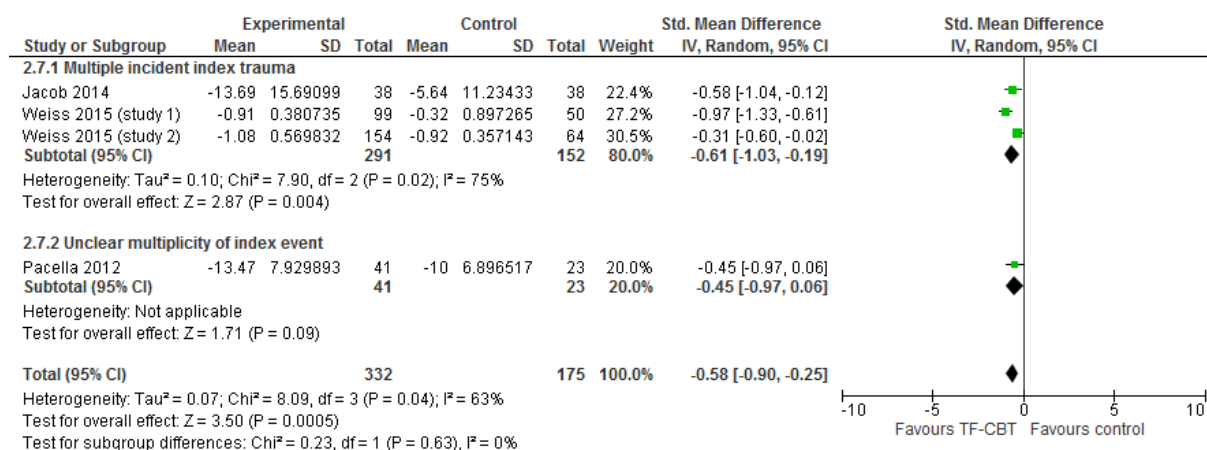 Experimental Control Std. Mean Difference Std. Mean Difference
Study or Subgroup Mean SD Total Mean SD Total Weight IV, Random, 95% CI IV, Random, 95% CI
2.7.1 Multiple incident index trauma
Jacob 2014 -13.69 15.69099 38 -5.64 11.23433 38 22.4% -0.58 [-1.04, -0.12]
Weiss 2015 (study 1) -0.91 0.380735 99 -0.32 0.897265 50 27.2% -0.97 [-1.33, -0.61]
Weiss 2015 (study 2) -1.08 0.569832 154 -0.92 0.357143 64 30.5% -0.31 [-0.60, -0.02]
Subtotal (95% CI) 291 152 80.0% -0.61 [-1.03, -0.19]
Heterogeneity: Tau² = 0.10; Chi² = 7.90, df = 2 (P = 0.02); I² = 75%
Test for overall effect: Z = 2.87 (P = 0.004)
2.7.2 Unclear multiplicity of index event
Pacella 2012 -13.47 7.929893 41 -10 6.896517 23 20.0% -0.45 [-0.97, 0.06]
Subtotal (95% CI) 41 23 20.0% -0.45 [-0.97, 0.06]
Heterogeneity: Not applicable
Test for overall effect: Z = 1.71 (P = 0.09)
Total (95% CI) 332 175 100.0% -0.58 [-0.90, -0.25]
Heterogeneity: Tau² = 0.07; Chi² = 8.09, df = 3 (P = 0.04); I² = 63%
Test for overall effect: Z = 3.50 (P = 0.0005)
Test for subgroup differences: Chi² = 0.23, df = 1 (P = 0.63), I² = 0%
-10 -5 0 5 10
Favours TF-CBT Favours control